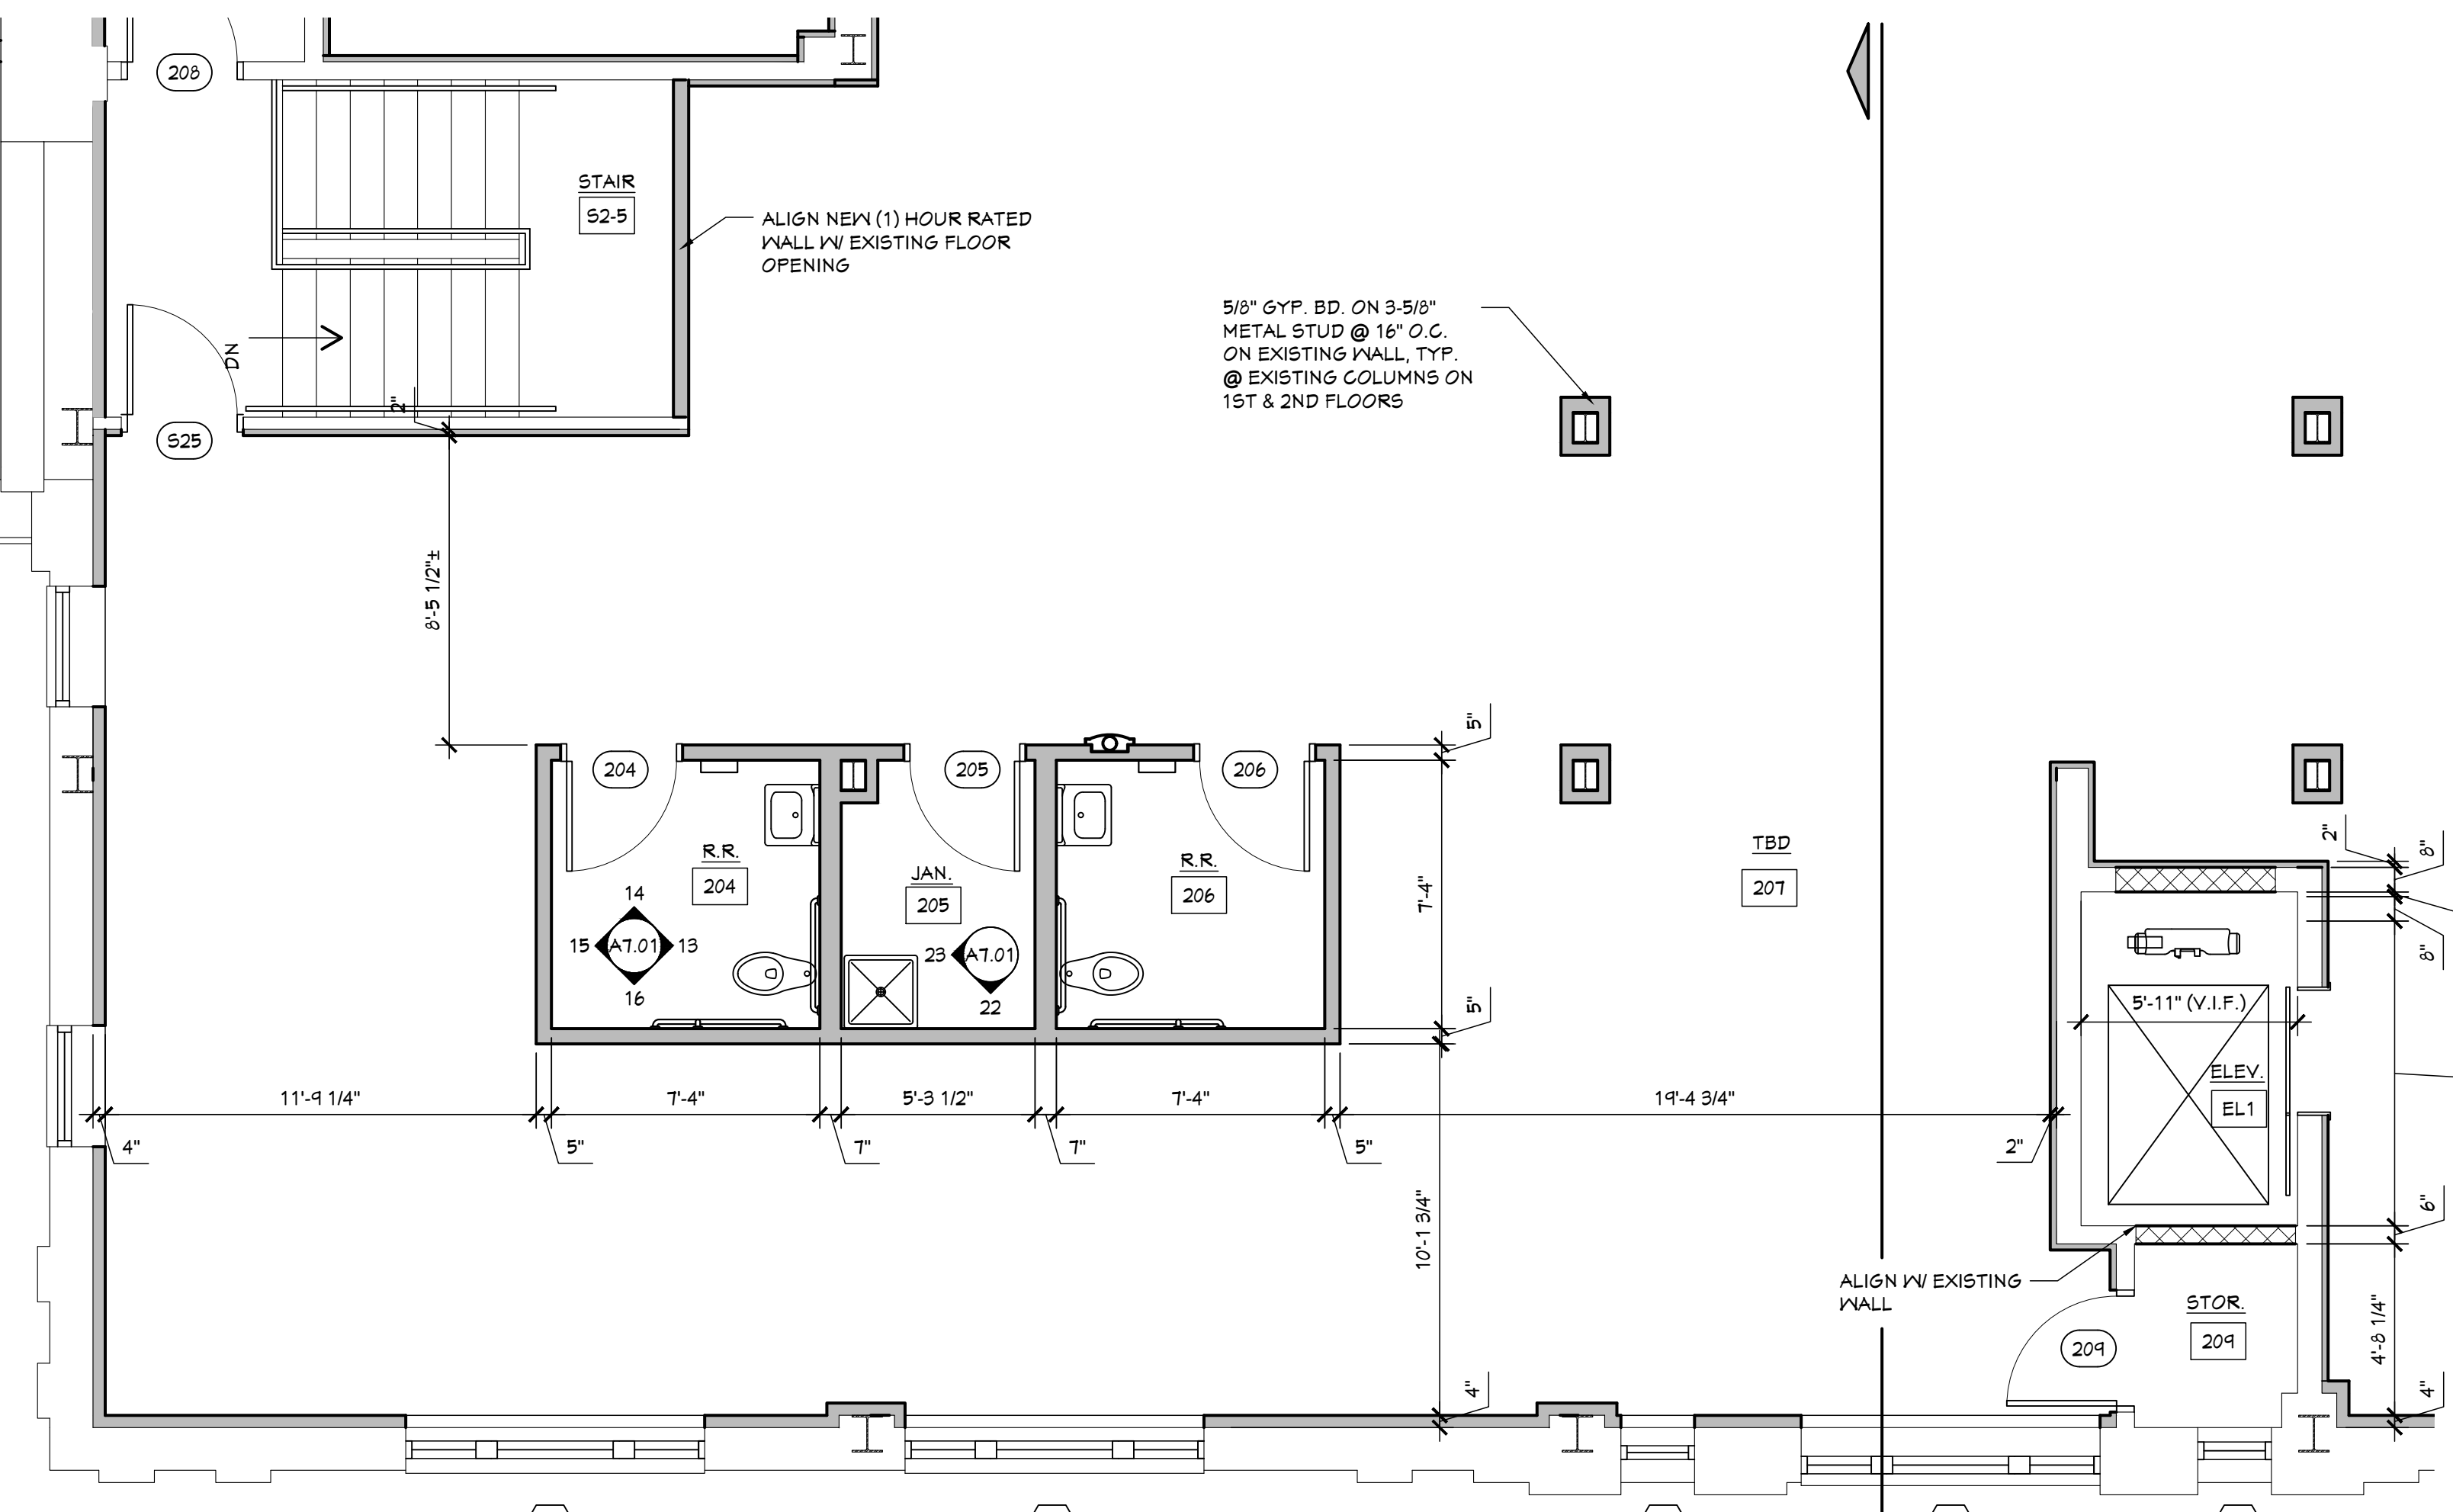 208
STAIR
S2-5
ALIGN NEW (1) HOUR RATED
WALL W/ EXISTING FLOOR
OPENING
5/8" GYP. BD. ON 3-5/8"
METAL STUD @ 16" O.C.
ON EXISTING WALL, TYP.
@ EXISTING COLUMNS ON
1ST & 2ND FLOORS
DN
2"
S25
8'-5 1/2"±
5"
204
205
206
R.R.
204
JAN.
205
R.R.
206
7'-4"
TBD
207
2"
8"
8"
14
15
A7.01
13
16
23
A7.01
22
5"
5'-11" (V.I.F.)
ELEV.
EL1
11'-9 1/4"
7'-4"
5'-3 1/2"
7'-4"
19'-4 3/4"
4"
5"
7"
7"
5"
2"
10'-1 3/4"
6"
ALIGN W/ EXISTING
WALL
STOR.
209
209
4'-8 1/4"
4"
4"